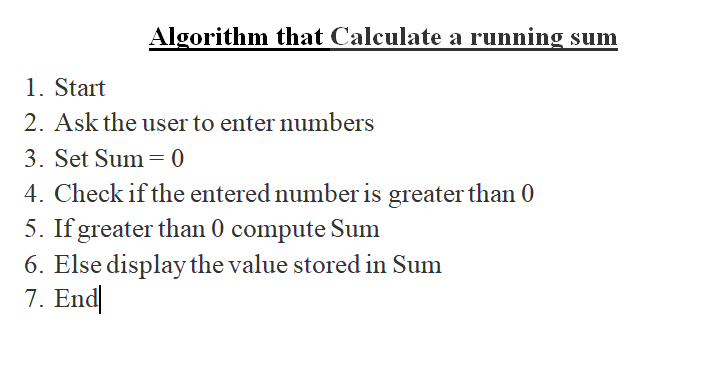 Algorithm that Calculate a running sum
1. Start
2. Ask the user to enter numbers
3. Set Sum = 0
4. Check if the entered number is greater than 0
5. If greater than 0 compute Sum
6. Else display the value stored in Sum
7. End